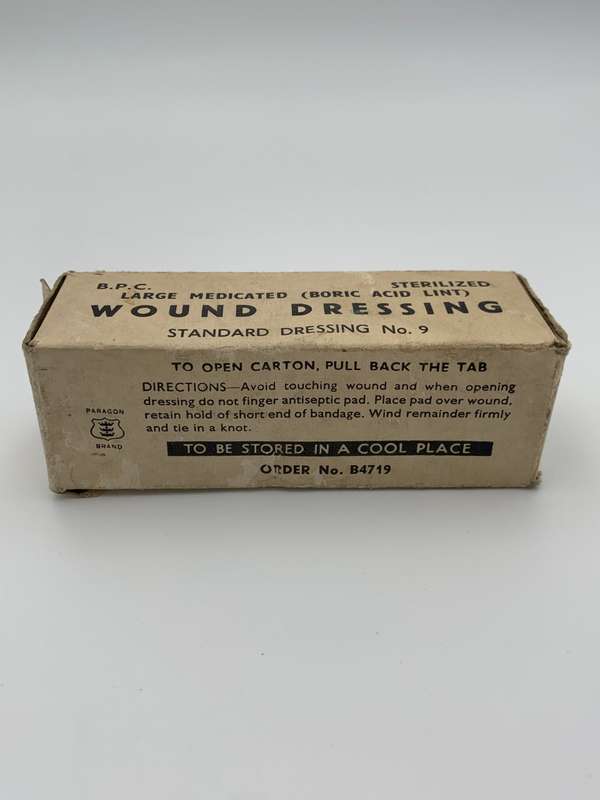 B.P.C. STERILIZED
LARGE MEDICATED (BORIC ACID LINT)
WOUND DRESSING
STANDARD DRESSING No. 9
TO OPEN CARTON, PULL BACK THE TAB
DIRECTIONS—Avoid touching wound and when opening
dressing do not finger antiseptic pad. Place pad over wound,
retain hold of short end of bandage. Wind remainder firmly
and tie in a knot.
PARAGON
BRAND
TO BE STORED IN A COOL PLACE
ORDER No. B4719